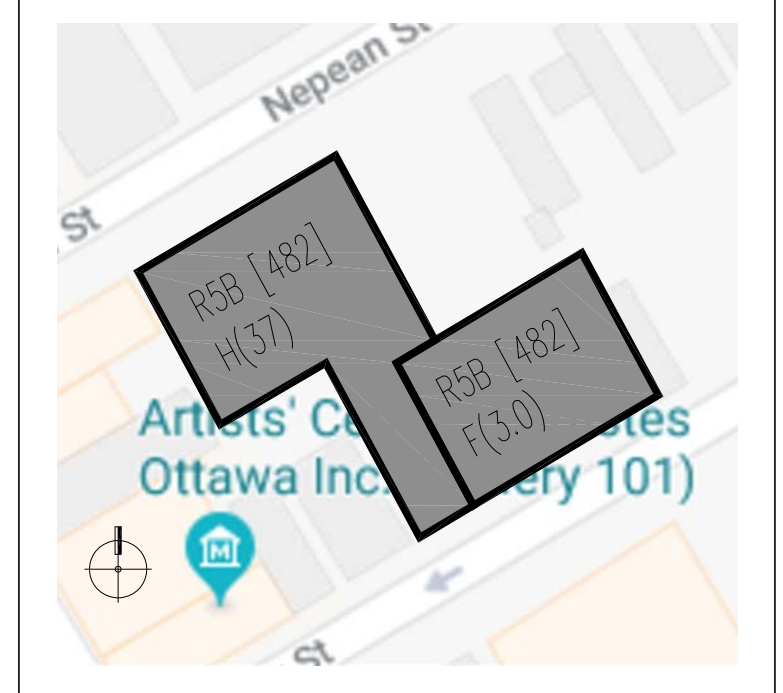 Nepean St
St
R5B [482]
H(37)
R5B [482]
F(3.0)
Artists' Ce tes
Ottawa Inc. ery 101)
M
St